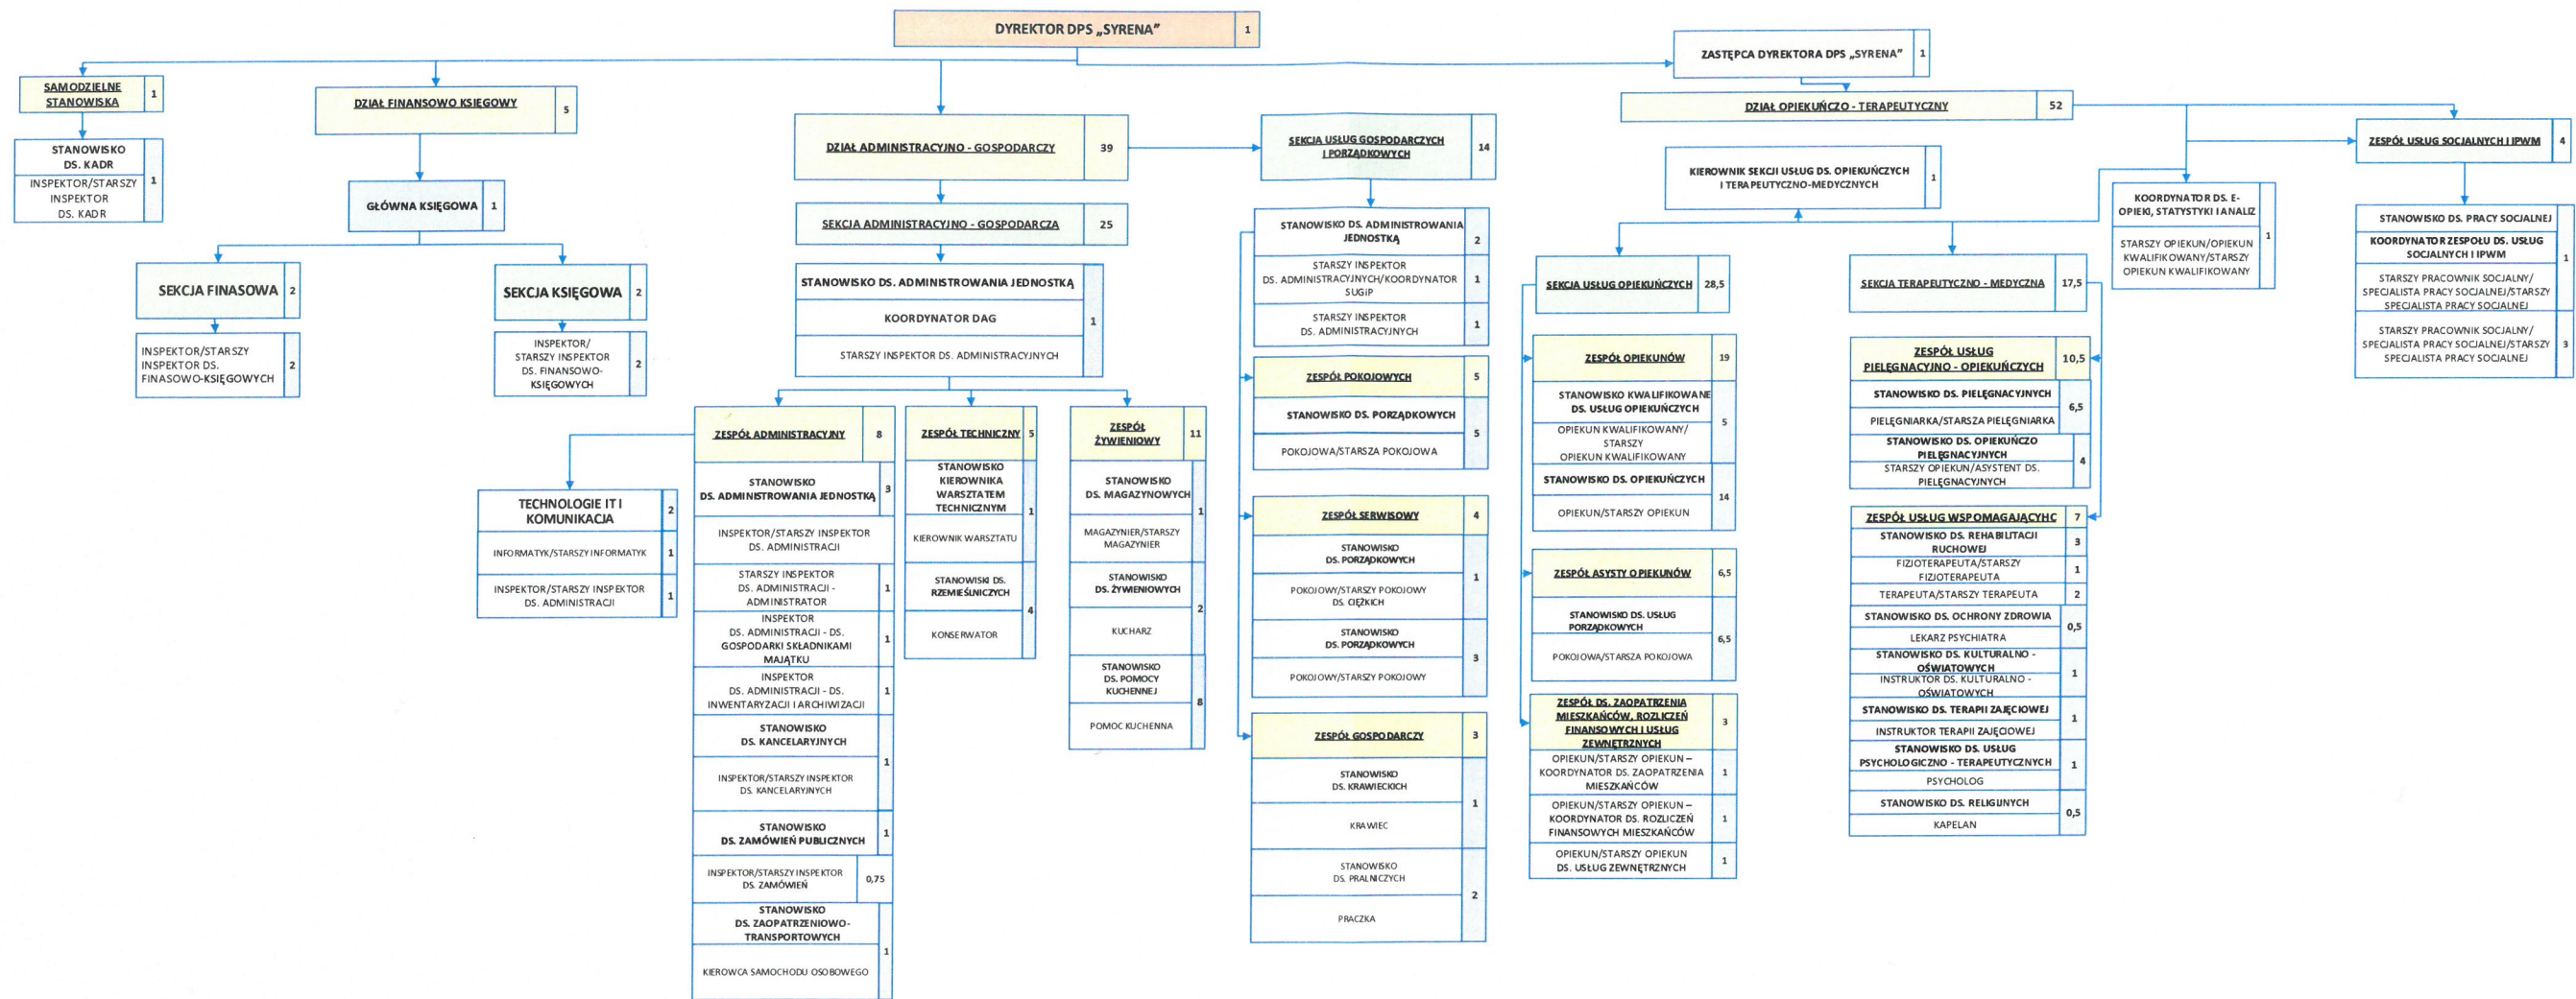 DYREKTOR DPS „SYRENA”
1
ZASTĘPCA DYREKTORA DPS „SYRENA”
1
SAMODZIELNE
STANOWISKA
1
STANOWISKO
DS. KADR
INSPEKTOR/STARSZY
INSPEKTOR
DS. KADR
1
DZIAŁ FINANSOWO KSIĘGOWY
5
GŁÓWNA KSIĘGOWA
1
SEKCJA FINASOWA
2
INSPEKTOR/STARSZY
INSPEKTOR DS.
FINASOWO-KSIĘGOWYCH
2
SEKCJA KSIĘGOWA
2
INSPEKTOR/
STARSZY INSPEKTOR
DS. FINANSOWO-
KSIĘGOWYCH
2
DZIAŁ ADMINISTRACYJNO - GOSPODARCZY
39
SEKCJA ADMINISTRACYJNO - GOSPODARCZA
25
STANOWISKO DS. ADMINISTROWANIA JEDNOSTKĄ
KOORDYNATOR DAG
STARSZY INSPEKTOR DS. ADMINISTRACYJNYCH
1
TECHNOLOGIE IT I
KOMUNIKACJA
2
INFORMATYK/STARSZY INFORMATYK
1
INSPEKTOR/STARSZY INSPEKTOR
DS. ADMINISTRACJI
1
ZESPÓŁ ADMINISTRACYJNY
8
STANOWISKO
DS. ADMINISTROWANIA JEDNOSTKĄ
3
INSPEKTOR/STARSZY INSPEKTOR
DS. ADMINISTRACJI
STARSZY INSPEKTOR
DS. ADMINISTRACJI -
ADMINISTRATOR
1
INSPEKTOR
DS. ADMINISTRACJI - DS.
GOSPODARKI SKŁADNIKAMI
MAJĄTKU
1
INSPEKTOR
DS. ADMINISTRACJI - DS.
INWENTARYZACJI I ARCHIWIZACJI
1
STANOWISKO
DS. KANCELARYJNYCH
INSPEKTOR/STARSZY INSPEKTOR
DS. KANCELARYJNYCH
1
STANOWISKO
DS. ZAMÓWIEŃ PUBLICZNYCH
1
INSPEKTOR/STARSZY INSPEKTOR
DS. ZAMÓWIEŃ
0,75
STANOWISKO
DS. ZAOPATRZENIOWO-
TRANSPORTOWYCH
KIEROWCA SAMOCHODU OSOBOWEGO
1
ZESPÓŁ TECHNICZNY
5
STANOWISKO
KIEROWNIKA
WARSZTATEM
TECHNICZNYM
KIEROWNIK WARSZTATU
1
STANOWISKI DS.
RZEMIEŚLNICZYCH
KONSERWATOR
4
ZESPÓŁ
ŻYWIENIOWY
11
STANOWISKO
DS. MAGAZYNOWYCH
MAGAZYNIER/STARSZY
MAGAZYNIER
1
STANOWISKO
DS. ŻYWIENIOWYCH
KUCHARZ
2
STANOWISKO
DS. POMOCY
KUCHENNEJ
POMOC KUCHENNA
8
SEKCJA USŁUG GOSPODARCZYCH
I PORZĄDKOWYCH
14
STANOWISKO DS. ADMINISTROWANIA
JEDNOSTKĄ
2
STARSZY INSPEKTOR
DS. ADMINISTRACYJNYCH/KOORDYNATOR
SUGiP
1
STARSZY INSPEKTOR
DS. ADMINISTRACYJNYCH
1
ZESPÓŁ POKOJOWYCH
5
STANOWISKO DS. PORZĄDKOWYCH
POKOJOWA/STARSZA POKOJOWA
5
ZESPÓŁ SERWISOWY
4
STANOWISKO
DS. PORZĄDKOWYCH
POKOJOWY/STARSZY POKOJOWY
DS. CIĘŻKICH
1
STANOWISKO
DS. PORZĄDKOWYCH
POKOJOWY/STARSZY POKOJOWY
3
ZESPÓŁ GOSPODARCZY
3
STANOWISKO
DS. KRAWIECKICH
KRAWIEC
1
STANOWISKO
DS. PRALNICZYCH
PRACZKA
2
DZIAŁ OPIEKUŃCZO - TERAPEUTYCZNY
52
KIEROWNIK SEKCJI USŁUG DS. OPIEKUŃCZYCH
I TERAPEUTYCZNO-MEDYCZNYCH
1
SEKCJA USŁUG OPIEKUŃCZYCH
28,5
ZESPÓŁ OPIEKUNÓW
19
STANOWISKO KWALIFIKOWANE
DS. USŁUG OPIEKUŃCZYCH
OPIEKUN KWALIFIKOWANY/
STARSZY
OPIEKUN KWALIFIKOWANY
5
STANOWISKO DS. OPIEKUŃCZYCH
OPIEKUN/STARSZY OPIEKUN
14
ZESPÓŁ ASYSTY OPIEKUNÓW
6,5
STANOWISKO DS. USŁUG
PORZĄDKOWYCH
POKOJOWA/STARSZA POKOJOWA
6,5
ZESPÓŁ DS. ZAOPATRZENIA
MIESZKAŃCÓW, ROZLICZEŃ
FINANSOWYCH I USŁUG
ZEWNĘTRZNYCH
3
OPIEKUN/STARSZY OPIEKUN –
KOORDYNATOR DS. ZAOPATRZENIA
MIESZKAŃCÓW
1
OPIEKUN/STARSZY OPIEKUN –
KOORDYNATOR DS. ROZLICZEŃ
FINANSOWYCH MIESZKAŃCÓW
1
OPIEKUN/STARSZY OPIEKUN
DS. USŁUG ZEWNĘTRZNYCH
1
SEKCJA TERAPEUTYCZNO - MEDYCZNA
17,5
ZESPÓŁ USŁUG
PIELĘGNACYJNO - OPIEKUŃCZYCH
10,5
STANOWISKO DS. PIELĘGNACYJNYCH
PIELĘGNIARKA/STARSZA PIELĘGNIARKA
6,5
STANOWISKO DS. OPIEKUŃCZO
PIELĘGNACYJNYCH
STARSZY OPIEKUN/ASYSTENT DS.
PIELĘGNACYJNYCH
4
ZESPÓŁ USŁUG WSPOMAGAJĄCYHC
7
STANOWISKO DS. REHABILITACJI
RUCHOWEJ
3
FIZJOTERAPEUTA/STARSZY
FIZJOTERAPEUTA
1
TERAPEUTA/STARSZY TERAPEUTA
2
STANOWISKO DS. OCHRONY ZDROWIA
LEKARZ PSYCHIATRA
0,5
STANOWISKO DS. KULTURALNO -
OŚWIATOWYCH
INSTRUKTOR DS. KULTURALNO -
OŚWIATOWYCH
1
STANOWISKO DS. TERAPII ZAJĘCIOWEJ
INSTRUKTOR TERAPII ZAJĘCIOWEJ
1
STANOWISKO DS. USŁUG
PSYCHOLOGICZNO - TERAPEUTYCZNYCH
PSYCHOLOG
1
STANOWISKO DS. RELIGIJNYCH
KAPELAN
0,5
KOORDYNATOR DS. E-
OPIEKI, STATYSTYKI I ANALIZ
STARSZY OPIEKUN/OPIEKUN
KWALIFIKOWANY/STARSZY
OPIEKUN KWALIFIKOWANY
1
ZESPÓŁ USŁUG SOCJALNYCH I IPWM
4
STANOWISKO DS. PRACY SOCJALNEJ
KOORDYNATOR ZESPOŁU DS. USŁUG
SOCJALNYCH I IPWM
STARSZY PRACOWNIK SOCJALNY/
SPECJALISTA PRACY SOCJALNEJ/STARSZY
SPECJALISTA PRACY SOCJALNEJ
1
STARSZY PRACOWNIK SOCJALNY/
SPECJALISTA PRACY SOCJALNEJ/STARSZY
SPECJALISTA PRACY SOCJALNEJ
3